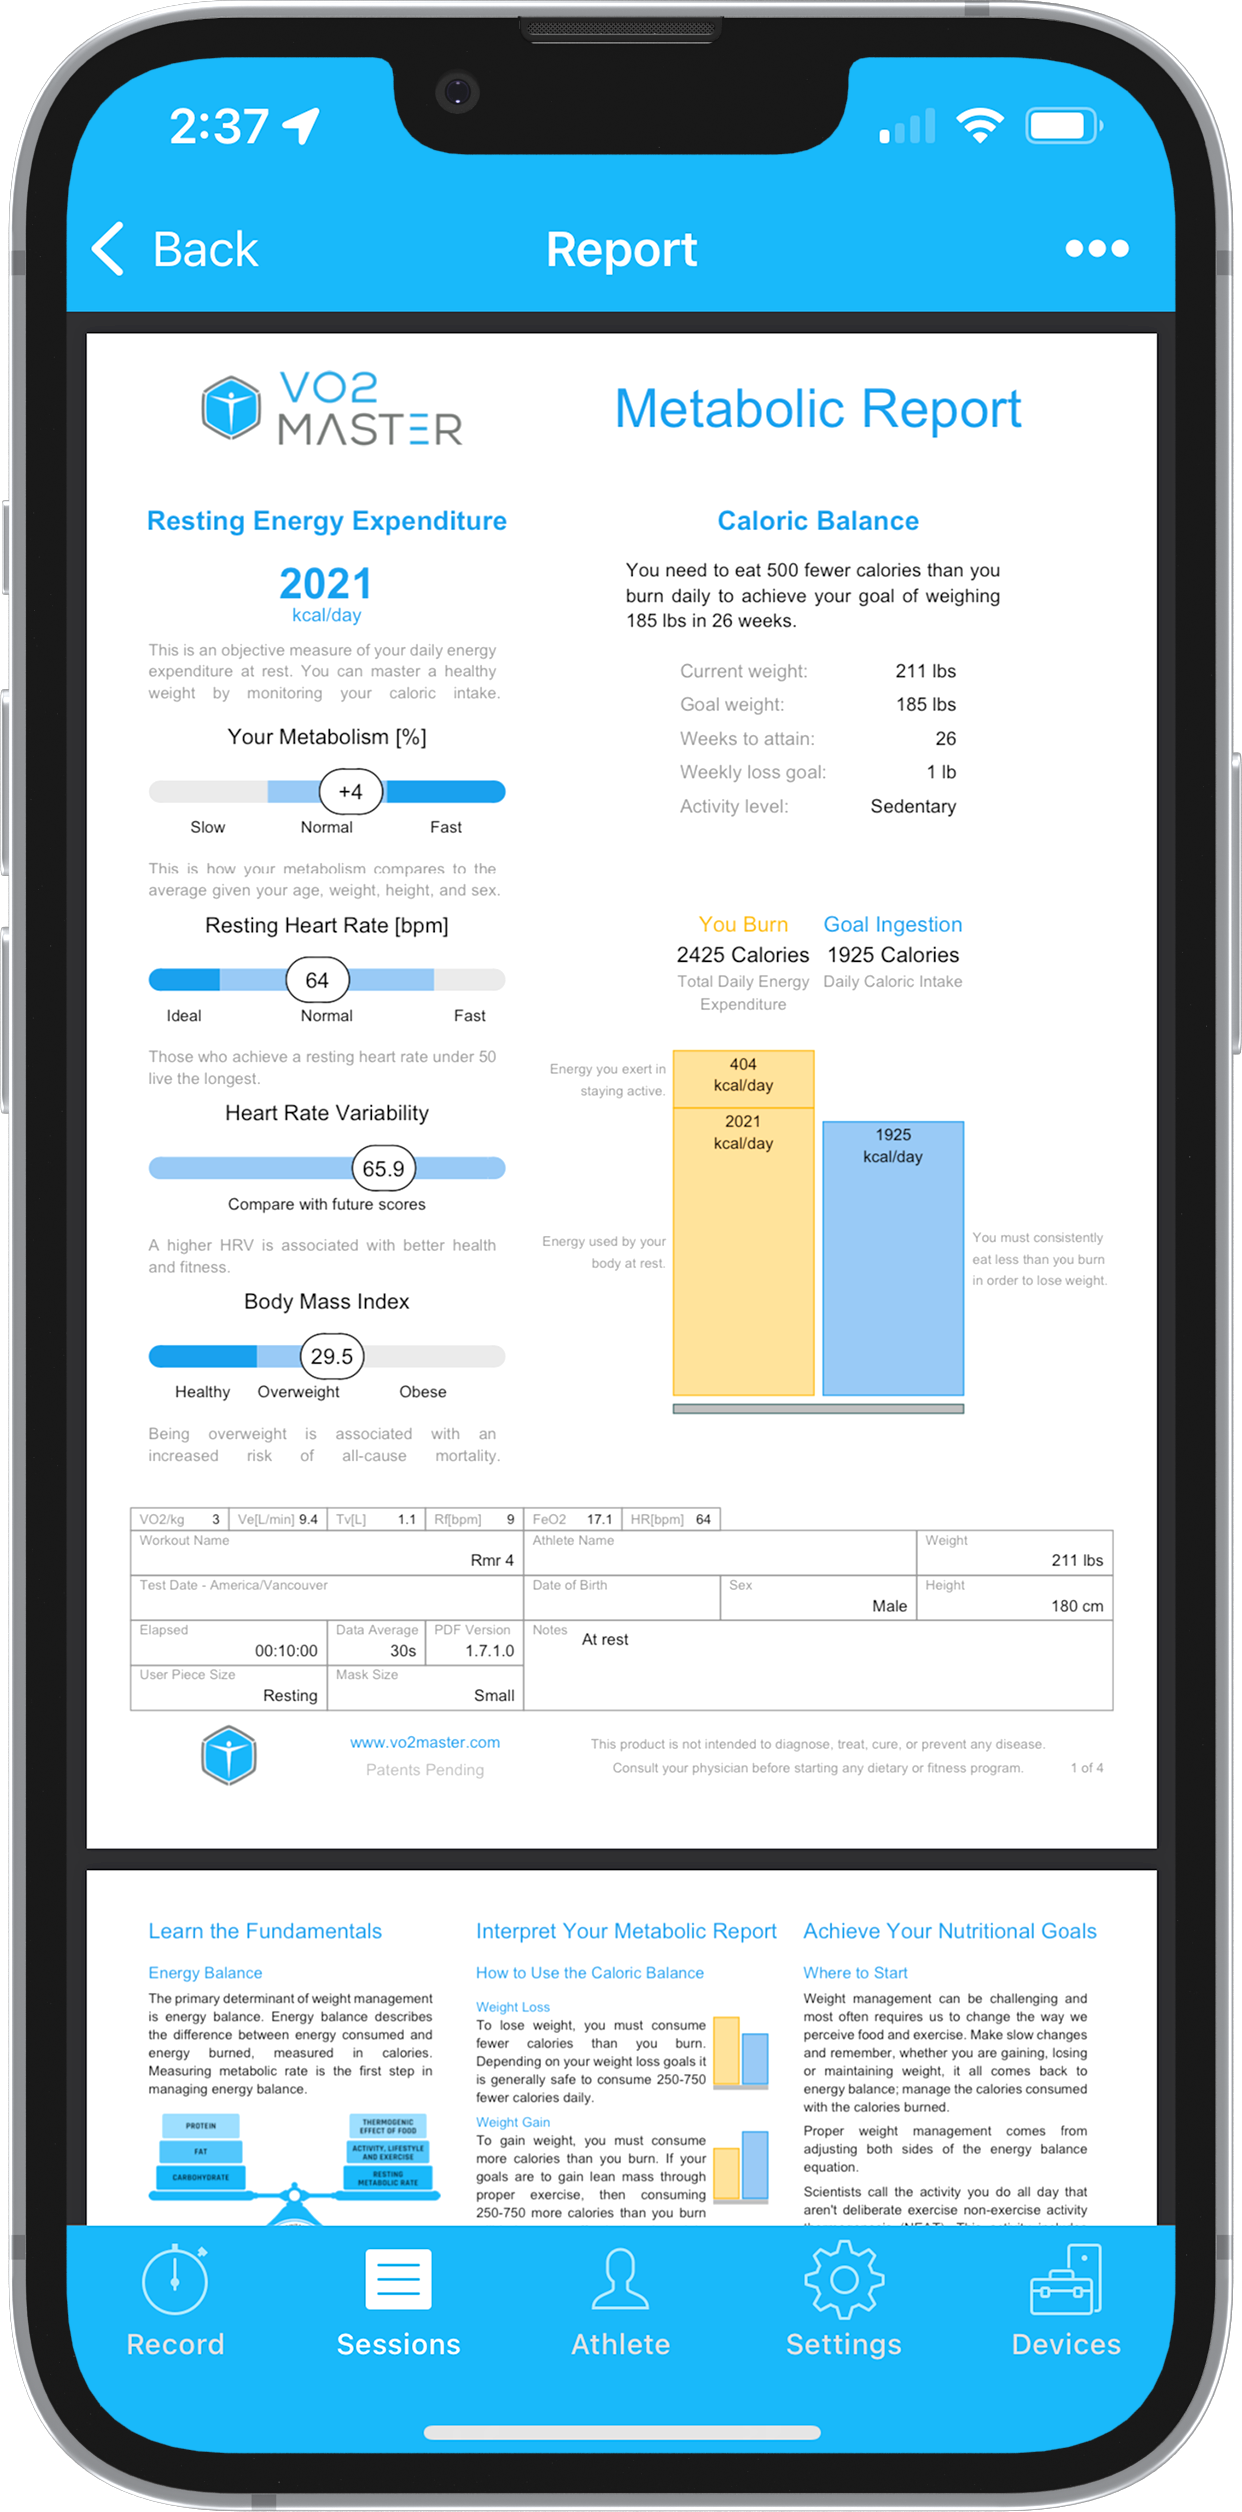 2:37
Back
Report
VO2
MASTER
Metabolic Report
Resting Energy Expenditure
2021
kcal/day
This is an objective measure of your daily energy
expenditure at rest. You can master a healthy
weight by monitoring your caloric intake.
Your Metabolism [%]
+4
Slow Normal Fast
This is how your metabolism compares to the
average given your age, weight, height, and sex.
Resting Heart Rate [bpm]
64
Ideal Normal Fast
Those who achieve a resting heart rate under 50
live the longest.
Heart Rate Variability
65.9
Compare with future scores
A higher HRV is associated with better health
and fitness.
Body Mass Index
29.5
Healthy Overweight Obese
Being overweight is associated with an
increased risk of all-cause mortality.
Caloric Balance
You need to eat 500 fewer calories than you
burn daily to achieve your goal of weighing
185 lbs in 26 weeks.
Current weight: 211 lbs
Goal weight: 185 lbs
Weeks to attain: 26
Weekly loss goal: 1 lb
Activity level: Sedentary
You Burn
2425 Calories
Total Daily Energy
Expenditure
Goal Ingestion
1925 Calories
Daily Caloric Intake
Energy you exert in
staying active.
404
kcal/day
2021
kcal/day
1925
kcal/day
Energy used by your
body at rest.
You must consistently
eat less than you burn
in order to lose weight.
VO2/kg 3 Ve[L/min] 9.4 Tv[L] 1.1 Rf[bpm] 9 FeO2 17.1 HR[bpm] 64
Workout Name
Rmr 4
Athlete Name
Weight
211 lbs
Test Date - America/Vancouver
Date of Birth
Sex
Male
Height
180 cm
Elapsed
00:10:00
Data Average
30s
PDF Version
1.7.1.0
Notes At rest
User Piece Size
Resting
Mask Size
Small
www.vo2master.com
Patents Pending
This product is not intended to diagnose, treat, cure, or prevent any disease.
Consult your physician before starting any dietary or fitness program.
1 of 4
Learn the Fundamentals
Energy Balance
The primary determinant of weight management
is energy balance. Energy balance describes
the difference between energy consumed and
energy burned, measured in calories.
Measuring metabolic rate is the first step in
managing energy balance.
PROTEIN
FAT
CARBOHYDRATE
THERMOGENIC
EFFECT OF FOOD
ACTIVITY, LIFESTYLE
AND EXERCISE
RESTING
METABOLIC RATE
Interpret Your Metabolic Report
How to Use the Caloric Balance
Weight Loss
To lose weight, you must consume
fewer calories than you burn.
Depending on your weight loss goals it
is generally safe to consume 250-750
fewer calories daily.
Weight Gain
To gain weight, you must consume
more calories than you burn. If your
goals are to gain lean mass through
proper exercise, then consuming
250-750 more calories than you burn
Achieve Your Nutritional Goals
Where to Start
Weight management can be challenging and
most often requires us to change the way we
perceive food and exercise. Make slow changes
and remember, whether you are gaining, losing
or maintaining weight, it all comes back to
energy balance; manage the calories consumed
with the calories burned.
Proper weight management comes from
adjusting both sides of the energy balance
equation.
Scientists call the activity you do all day that
aren't deliberate exercise non-exercise activity
Record
Sessions
Athlete
Settings
Devices